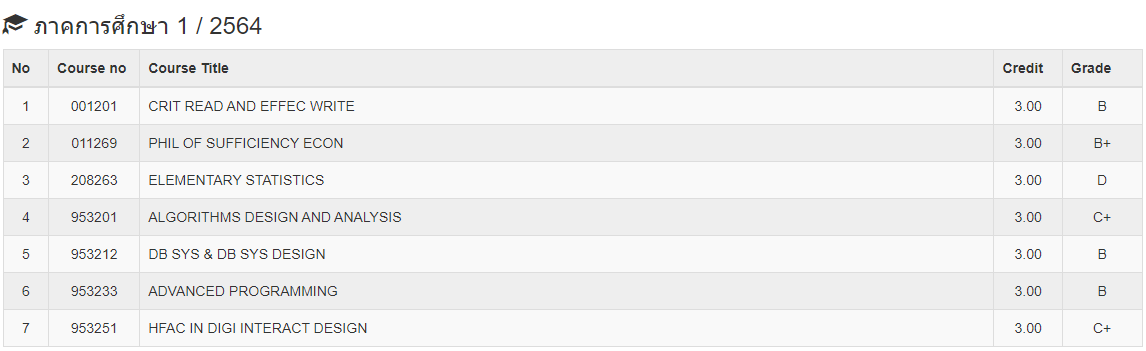 ภาคการศึกษา 1 / 2564
No Course no Course Title Credit Grade
1 001201 CRIT READ AND EFFEC WRITE 3.00 B
2 011269 PHIL OF SUFFICIENCY ECON 3.00 B+
3 208263 ELEMENTARY STATISTICS 3.00 D
4 953201 ALGORITHMS DESIGN AND ANALYSIS 3.00 C+
5 953212 DB SYS & DB SYS DESIGN 3.00 B
6 953233 ADVANCED PROGRAMMING 3.00 B
7 953251 HFAC IN DIGI INTERACT DESIGN 3.00 C+